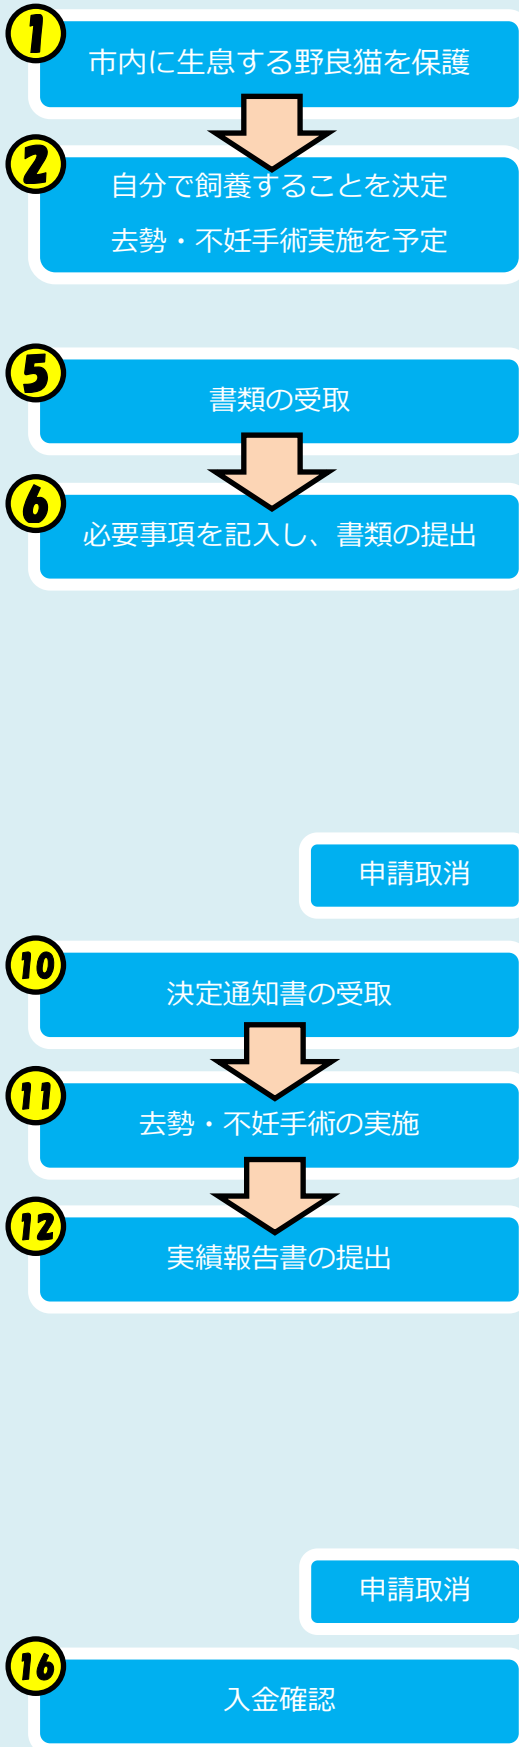 1
市内に生息する野良猫を保護
2
自分で飼養することを決定
去勢・不妊手術実施を予定
5
書類の受取
6
必要事項を記入し、書類の提出
申請取消
10
決定通知書の受取
11
去勢・不妊手術の実施
12
実績報告書の提出
申請取消
16
入金確認